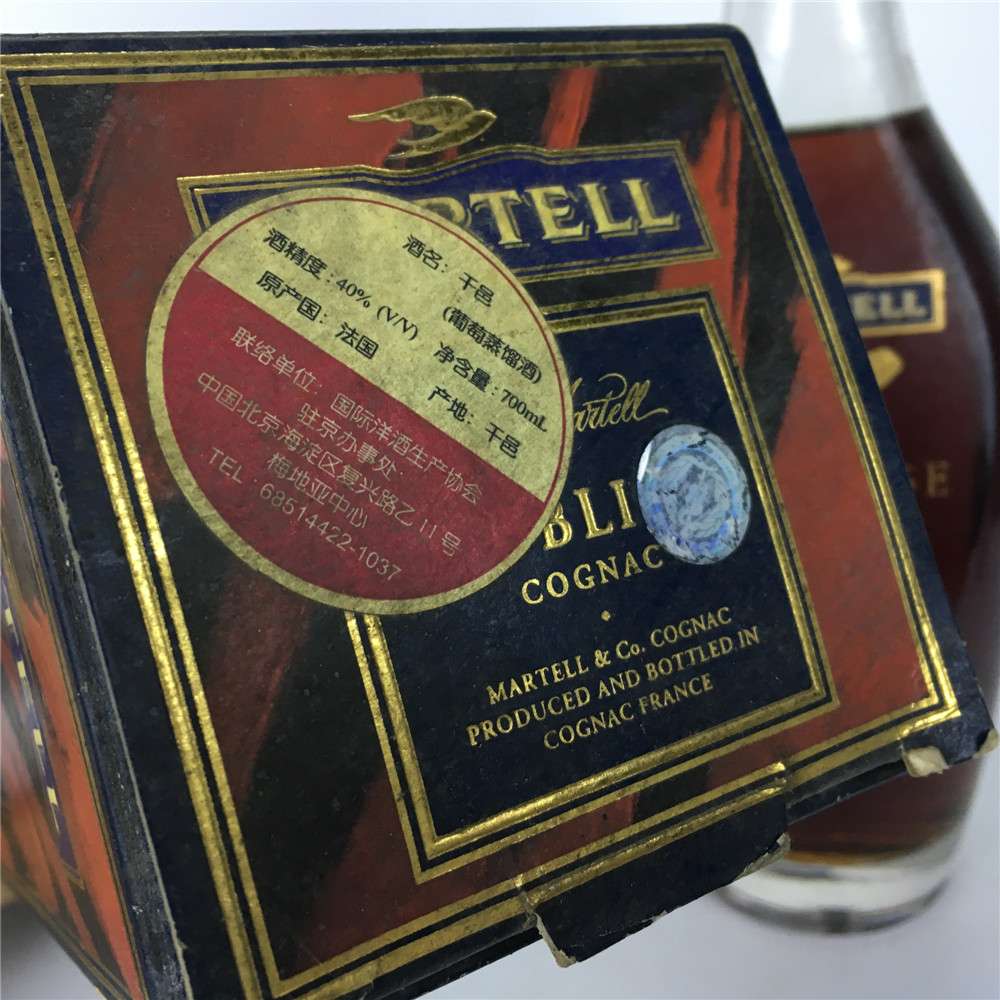 RTELL
酒名：千邑
(葡萄蒸馏酒)
酒精度：40% (V/V)
净含量：700mL
原产国：法国
产地：千邑
联络单位：国际洋酒生产协会
驻京办事处
中国北京海淀区复兴路乙11号
梅地亚中心
TEL：68514422-1037
Martell
BLI
COGNAC
MARTELL & Co. COGNAC
PRODUCED AND BOTTLED IN
COGNAC FRANCE
ELL
GE